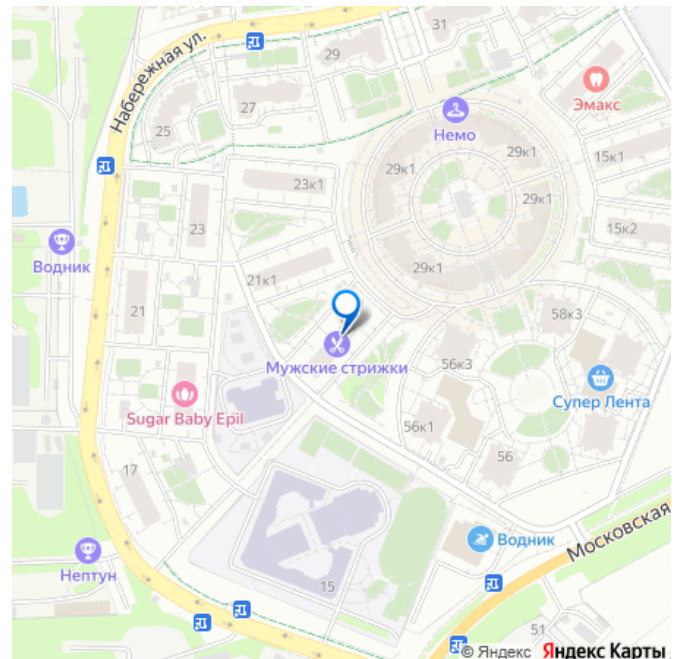 31
Набережная ул.
29
27
25
Эмакс
Немо
29к1
29к1
15к1
23к1
29к1
23
15к2
Водник
29к1
21к1
21
58к3
Мужские стрижки
56к3
Супер Лента
Sugar Baby Epil
56к1
56
17
Водник
Московская
Нептун
15
51
© Яндекс Яндекс Карты